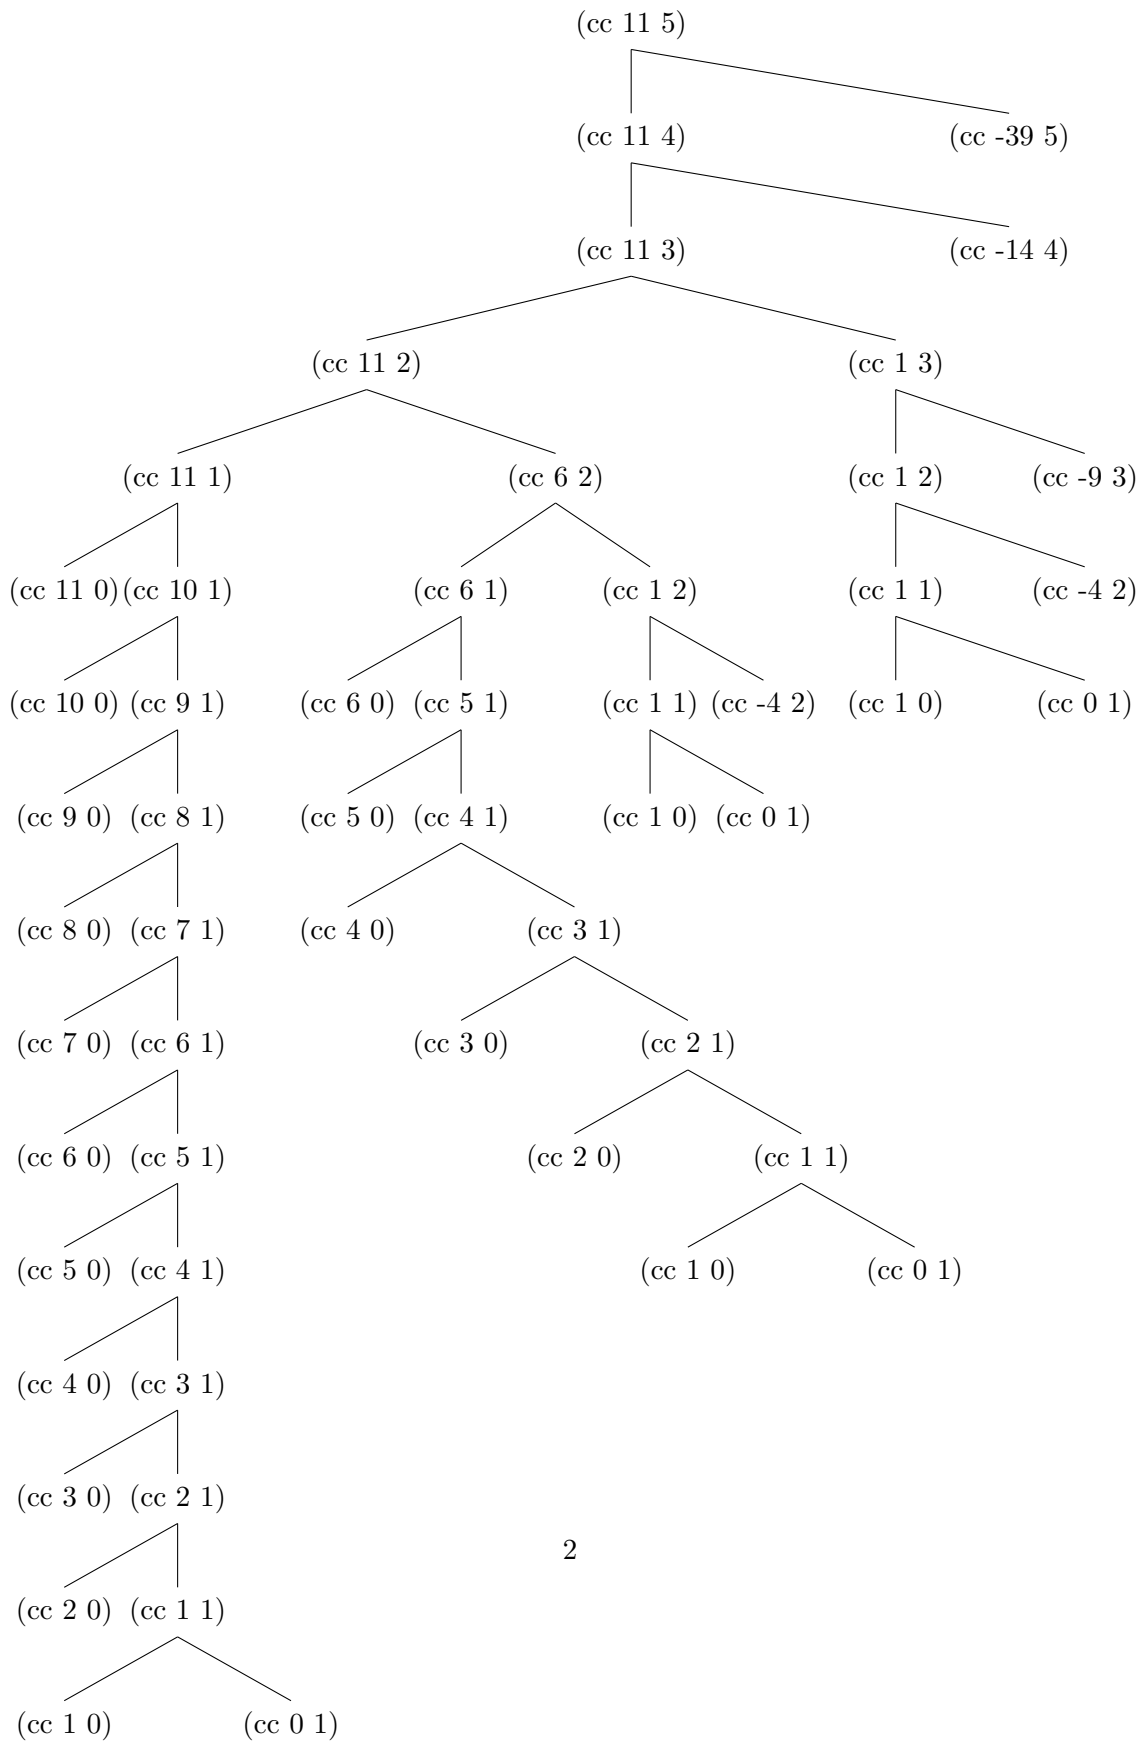 (cc 11 5)
(cc 11 4) (cc -39 5)
(cc 11 3) (cc -14 4)
(cc 11 2) (cc 1 3)
(cc 11 1) (cc 6 2) (cc 1 2) (cc -9 3)
(cc 11 0) (cc 10 1) (cc 6 1) (cc 1 2) (cc 1 1) (cc -4 2)
(cc 10 0) (cc 9 1) (cc 6 0) (cc 5 1) (cc 1 1) (cc -4 2) (cc 1 0) (cc 0 1)
(cc 9 0) (cc 8 1) (cc 5 0) (cc 4 1) (cc 1 0) (cc 0 1)
(cc 8 0) (cc 7 1) (cc 4 0) (cc 3 1)
(cc 7 0) (cc 6 1) (cc 3 0) (cc 2 1)
(cc 6 0) (cc 5 1) (cc 2 0) (cc 1 1)
(cc 5 0) (cc 4 1) (cc 1 0) (cc 0 1)
(cc 4 0) (cc 3 1)
(cc 3 0) (cc 2 1)
2
(cc 2 0) (cc 1 1)
(cc 1 0) (cc 0 1)